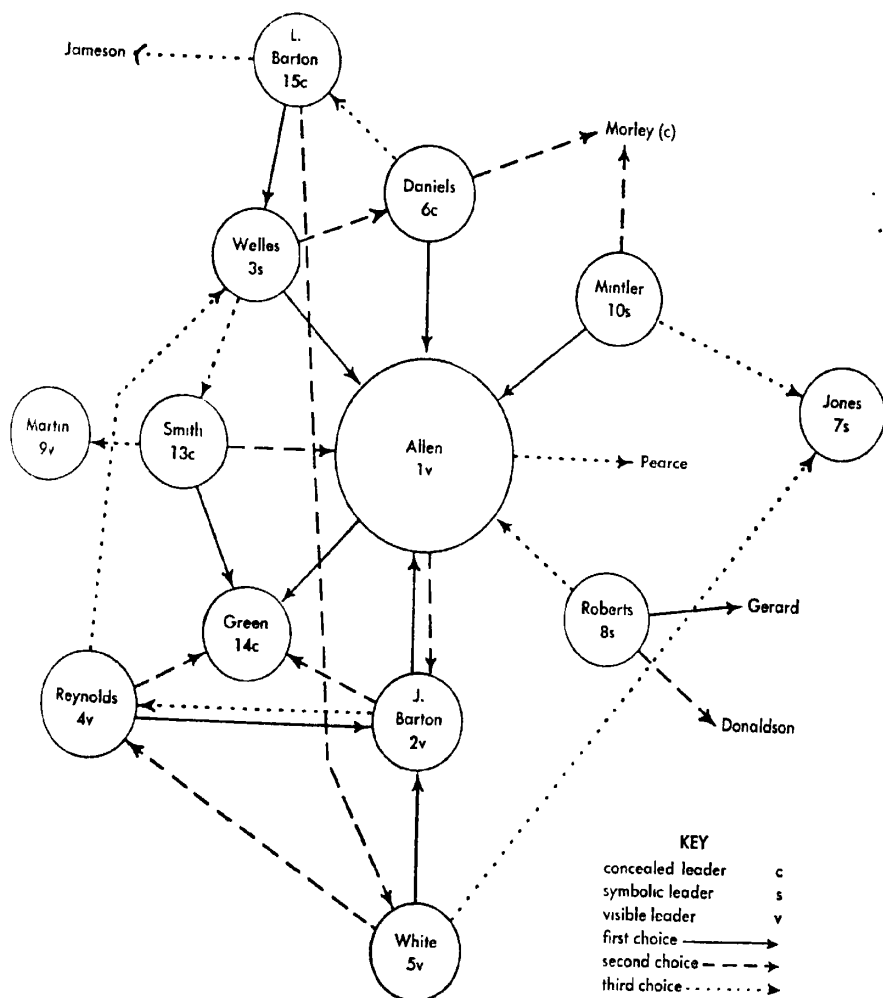 L.
Barton
15c
Jameson
Morley (c)
Daniels
6c
Welles
3s
Mintler
10s
Jones
7s
Martin
9v
Smith
13c
Allen
1v
Pearce
Roberts
8s
Gerard
Green
14c
Reynolds
4v
J.
Barton
2v
Donaldson
White
5v
KEY
concealed leader c
symbolic leader s
visible leader v
first choice
second choice
third choice